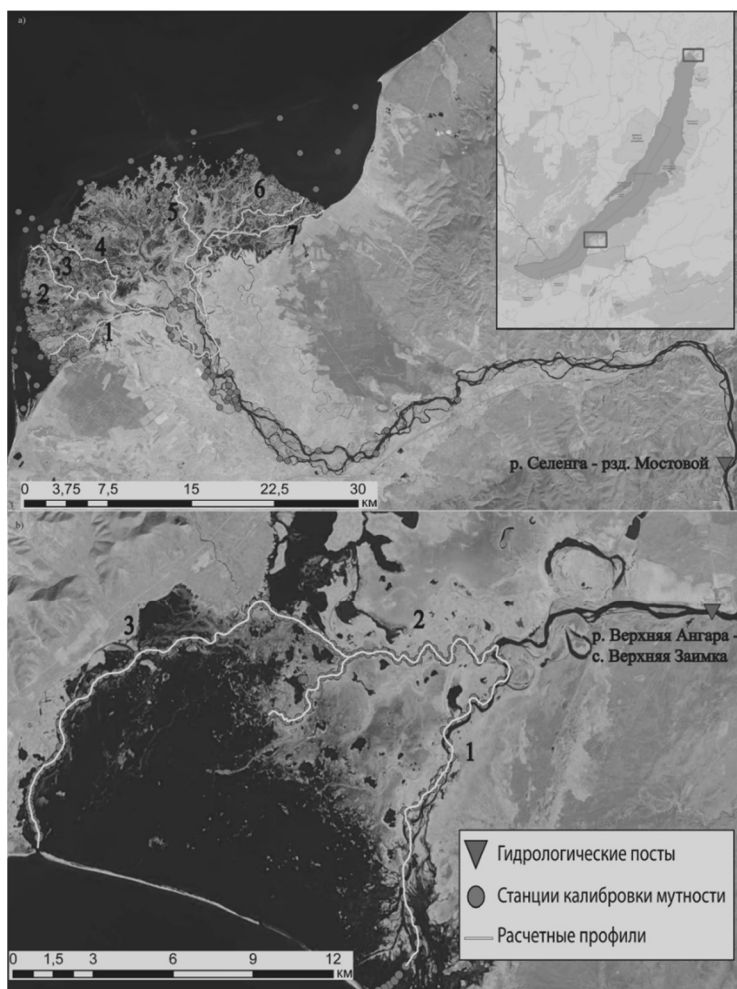 a)
6
5
7
4
3
2
1
р. Селенга - рзд. Мостовой
0 3,75 7,5 15 22,5 30
км
b)
3
2
р. Верхняя Ангара -
с. Верхняя Заимка
1
Гидрологические посты
Станции калибровки мутности
Расчетные профили
0 1,5 3 6 9 12
км